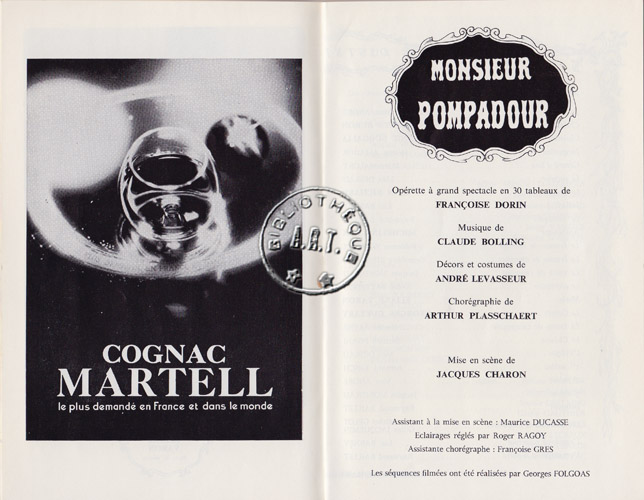 COGNAC
MARTELL
le plus demandé en France et dans le monde
BIBLIOTHÈQUE
A.R.T.
MONSIEUR
POMPADOUR
Opérette à grand spectacle en 30 tableaux de
FRANÇOISE DORIN
Musique de
CLAUDE BOLLING
Décors et costumes de
ANDRÉ LEVASSEUR
Chorégraphie de
ARTHUR PLASSCHAERT
Mise en scène de
JACQUES CHARON
Assistant à la mise en scène : Maurice DUCASSE
Eclairages réglés par Roger RAGOY
Assistante chorégraphe : Françoise GRES
Les séquences filmées ont été réalisées par Georges FOLGOAS